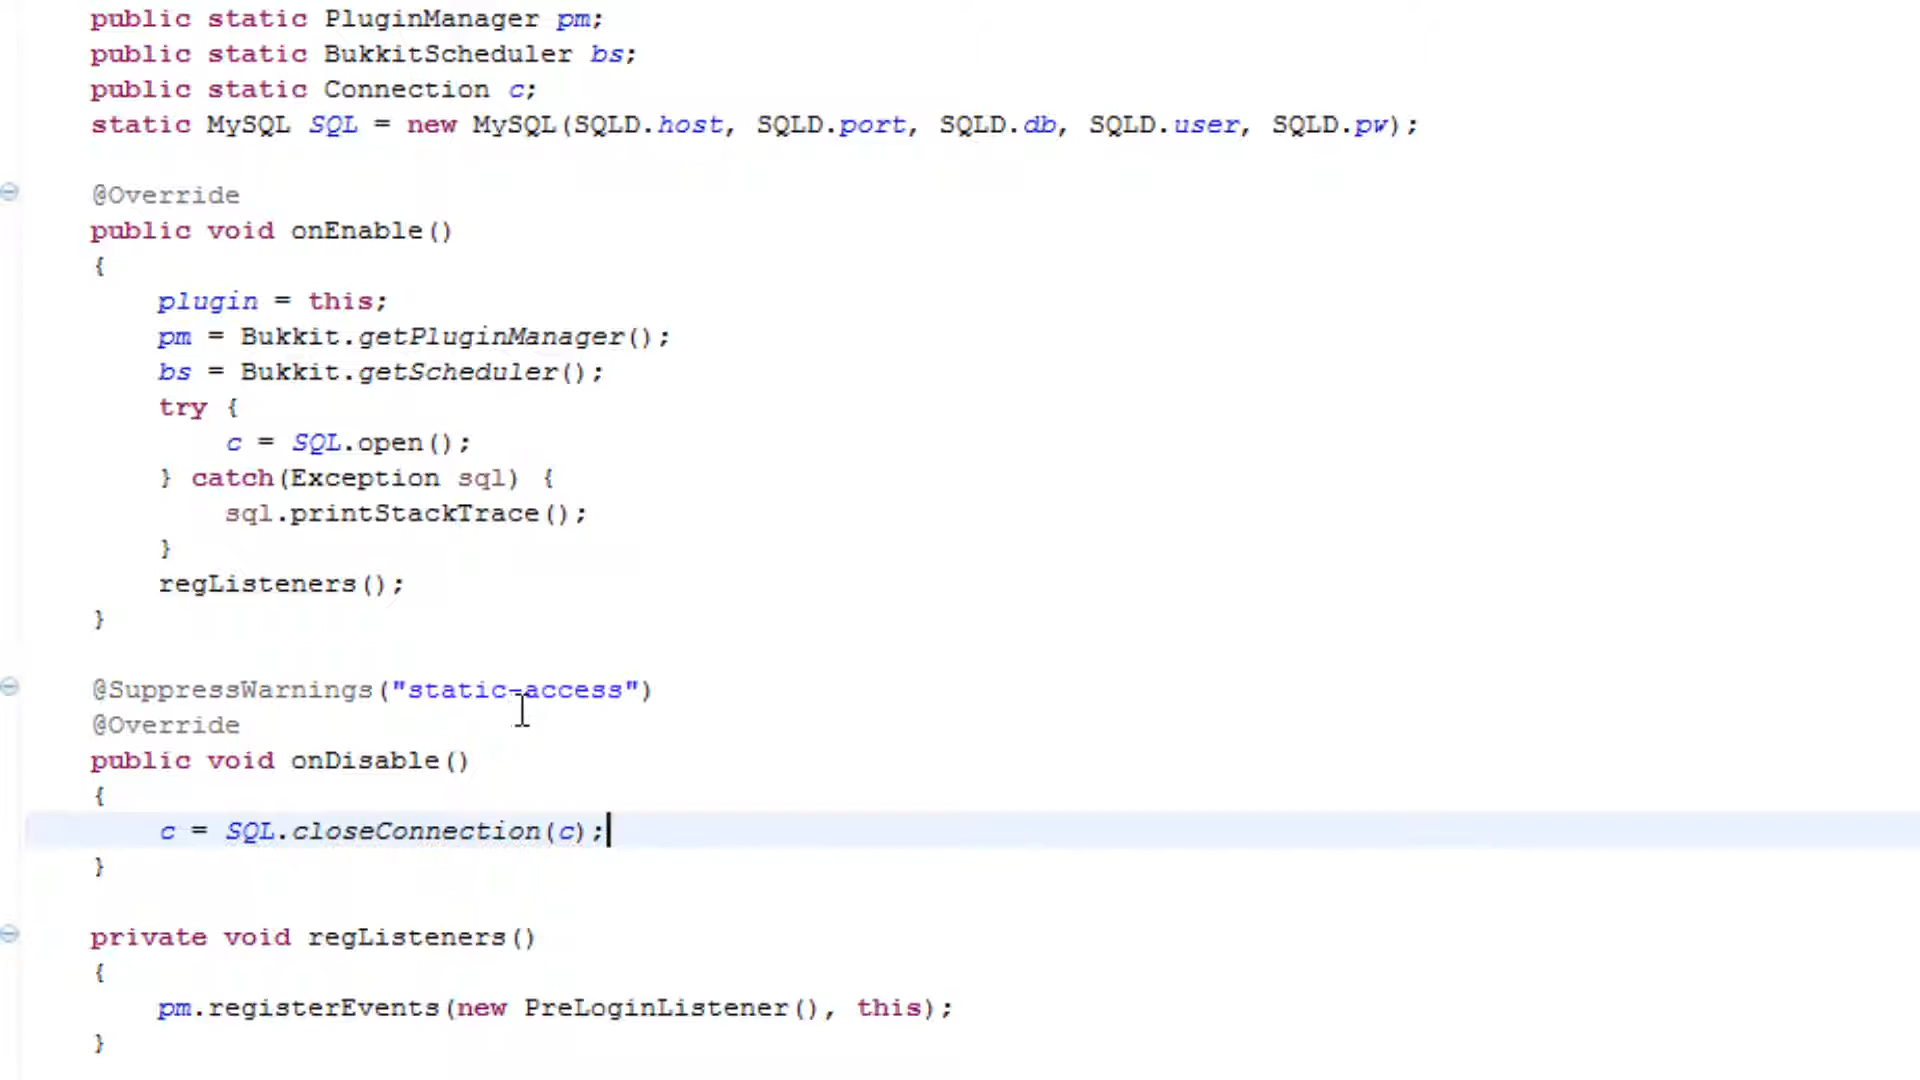 public static PluginManager pm;
public static BukkitScheduler bs;
public static Connection c;
static MySQL SQL = new MySQL(SQLD.host, SQLD.port, SQLD.db, SQLD.user, SQLD.pw);
@Override
public void onEnable()
{
plugin = this;
pm = Bukkit.getPluginManager();
bs = Bukkit.getScheduler();
try {
c = SQL.open();
} catch(Exception sql) {
sql.printStackTrace();
}
regListeners();
}
@SuppressWarnings("static-access")
@Override
public void onDisable()
{
c = SQL.closeConnection(c);
}
private void regListeners()
{
pm.registerEvents(new PreLoginListener(), this);
}